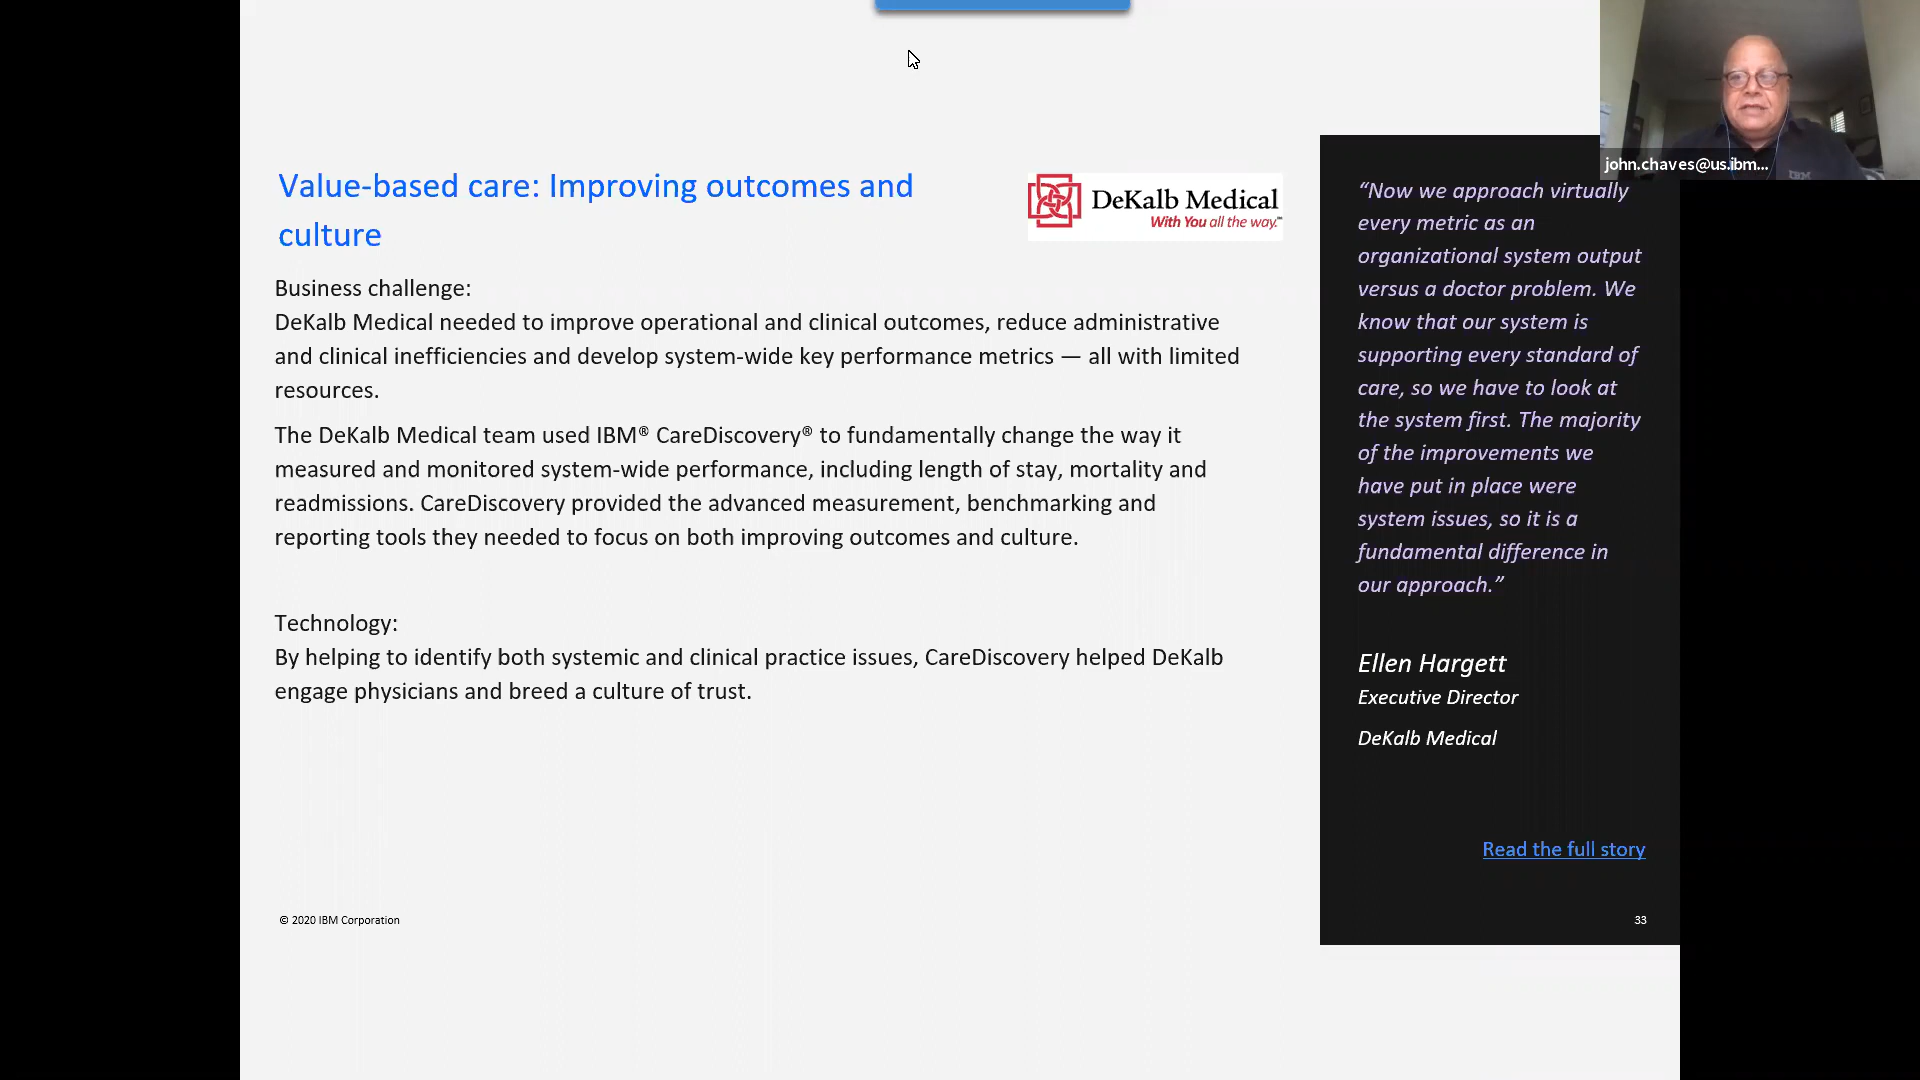 Value-based care: Improving outcomes and
culture
DeKalb Medical
With You all the way.℠
Business challenge:
DeKalb Medical needed to improve operational and clinical outcomes, reduce administrative
and clinical inefficiencies and develop system-wide key performance metrics — all with limited
resources.
The DeKalb Medical team used IBM® CareDiscovery® to fundamentally change the way it
measured and monitored system-wide performance, including length of stay, mortality and
readmissions. CareDiscovery provided the advanced measurement, benchmarking and
reporting tools they needed to focus on both improving outcomes and culture.
Technology:
By helping to identify both systemic and clinical practice issues, CareDiscovery helped DeKalb
engage physicians and breed a culture of trust.
© 2020 IBM Corporation
john.chaves@us.ibm...
IBM
“Now we approach virtually
every metric as an
organizational system output
versus a doctor problem. We
know that our system is
supporting every standard of
care, so we have to look at
the system first. The majority
of the improvements we
have put in place were
system issues, so it is a
fundamental difference in
our approach.”
Ellen Hargett
Executive Director
DeKalb Medical
Read the full story
33